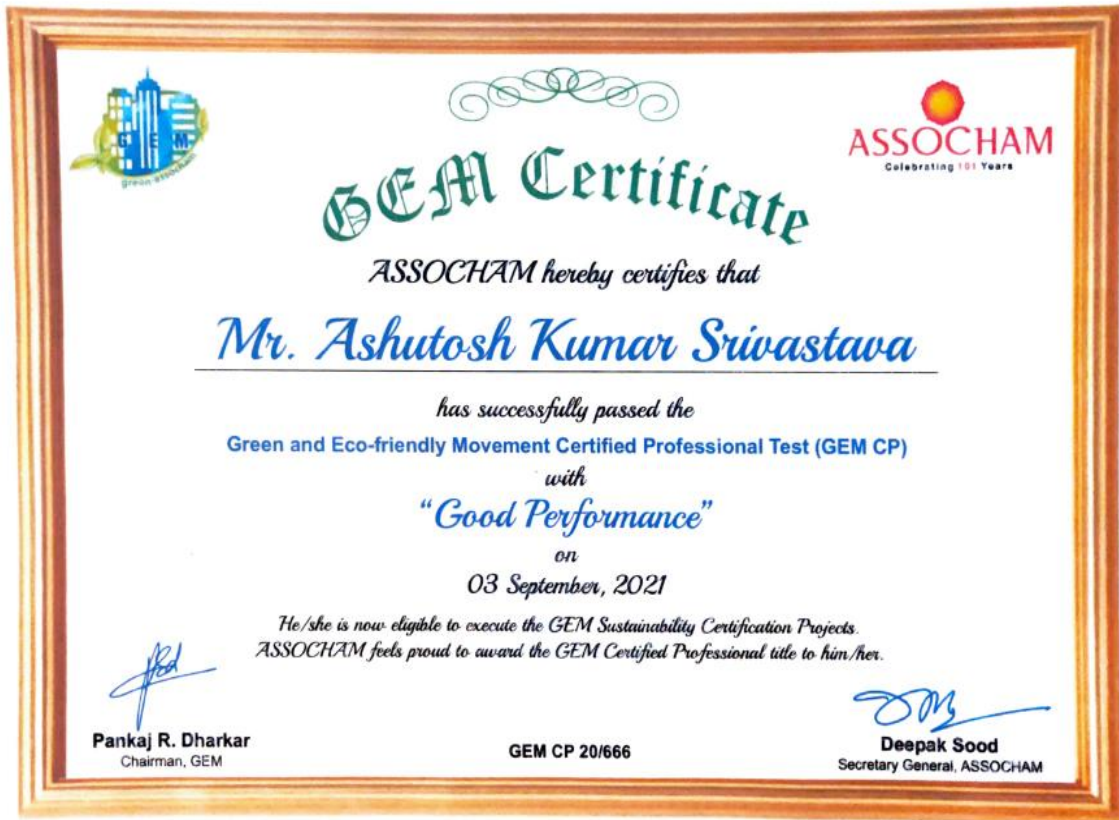 GEM
green assocham
ASSOCHAM
Celebrating 101 Years
GEM Certificate
ASSOCHAM hereby certifies that
Mr. Ashutosh Kumar Srivastava
has successfully passed the
Green and Eco-friendly Movement Certified Professional Test (GEM CP)
with
“Good Performance”
on
03 September, 2021
He/she is now eligible to execute the GEM Sustainability Certification Projects.
ASSOCHAM feels proud to award the GEM Certified Professional title to him/her.
Pankaj R. Dharkar
Chairman, GEM
GEM CP 20/666
Deepak Sood
Secretary General, ASSOCHAM